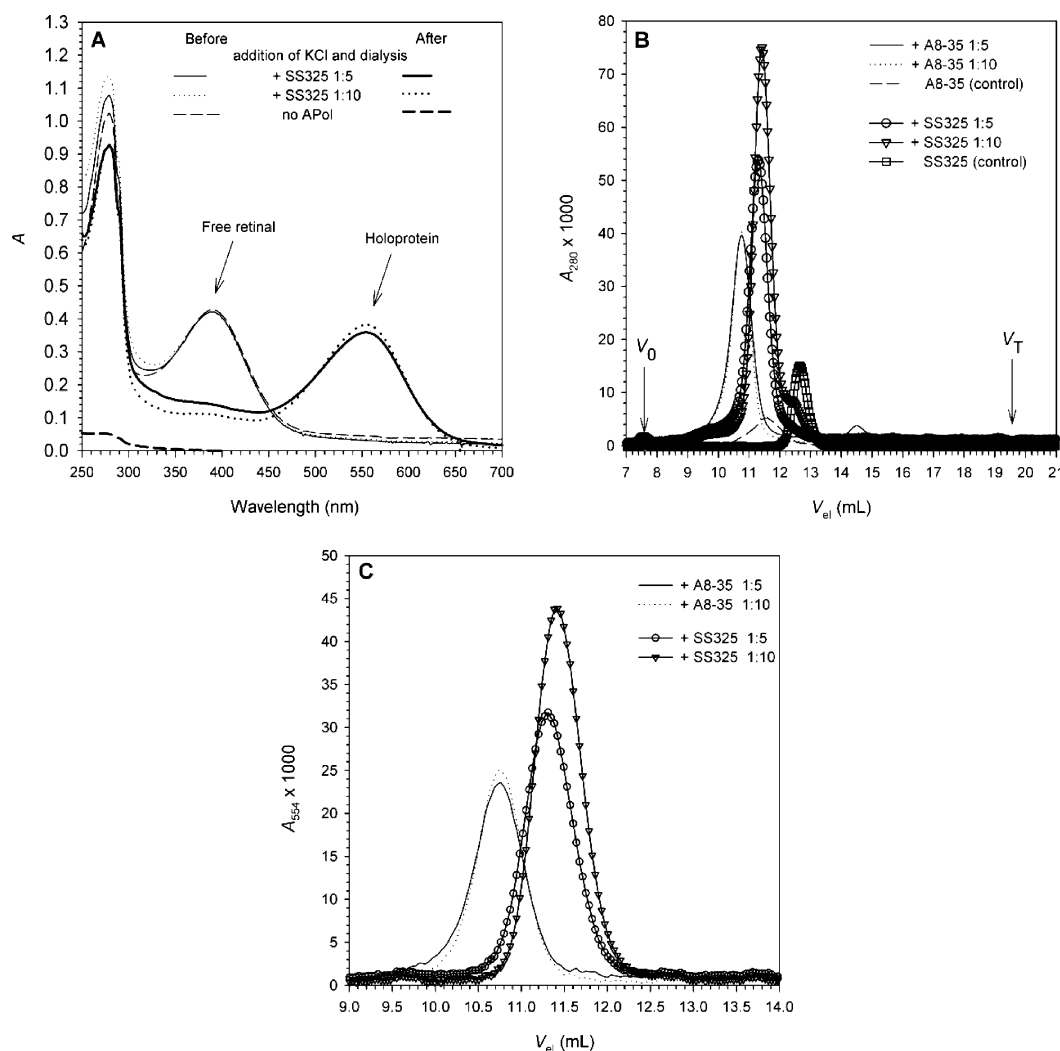 A
Before
After
addition of KCl and dialysis
+ SS325 1:5
+ SS325 1:10
no APol
Free retinal
Holoprotein
1.3
1.2
1.1
1.0
0.9
0.8
0.7
0.6
0.5
0.4
0.3
0.2
0.1
0.0
A
250 300 350 400 450 500 550 600 650 700
Wavelength (nm)
B
+ A8-35 1:5
+ A8-35 1:10
A8-35 (control)
+ SS325 1:5
+ SS325 1:10
SS325 (control)
V0
VT
80
70
60
50
40
30
20
10
0
A280 x 1000
7 8 9 10 11 12 13 14 15 16 17 18 19 20 21
Vel (mL)
C
+ A8-35 1:5
+ A8-35 1:10
+ SS325 1:5
+ SS325 1:10
50
45
40
35
30
25
20
15
10
5
0
A554 x 1000
9.0 9.5 10.0 10.5 11.0 11.5 12.0 12.5 13.0 13.5 14.0
Vel (mL)